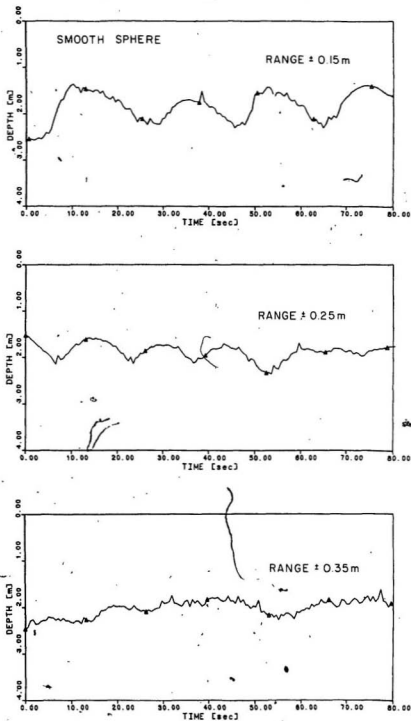 SMOOTH SPHERE
RANGE ± 0.15m
DEPTH [m]
0.00
1.00
2.00
3.00
4.00
0.00 10.00 20.00 30.00 40.00 50.00 60.00 70.00 80.00
TIME [sec]
RANGE ± 0.25m
DEPTH [m]
0.00
1.00
2.00
3.00
4.00
0.00 10.00 20.00 30.00 40.00 50.00 60.00 70.00 80.00
TIME [sec]
RANGE ± 0.35m
DEPTH [m]
0.00
1.00
2.00
3.00
4.00
0.00 10.00 20.00 30.00 40.00 50.00 60.00 70.00 80.00
TIME [sec]